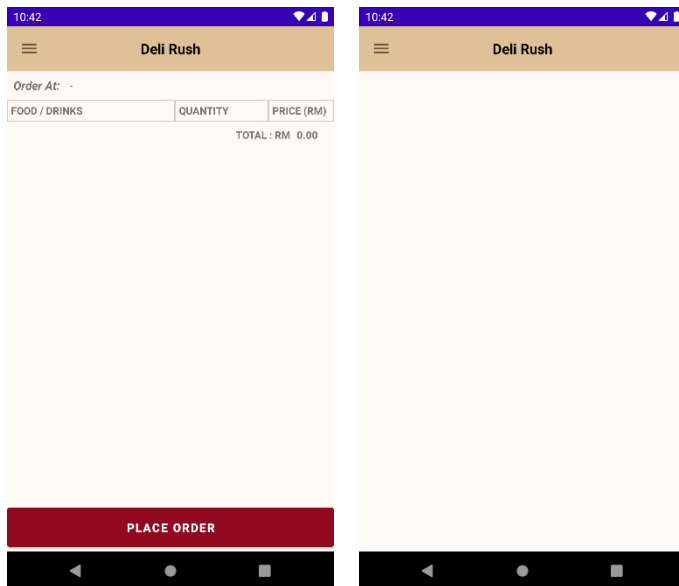 10:42
Deli Rush
Order At: -
FOOD / DRINKS QUANTITY PRICE (RM)
TOTAL : RM 0.00
PLACE ORDER
10:42
Deli Rush